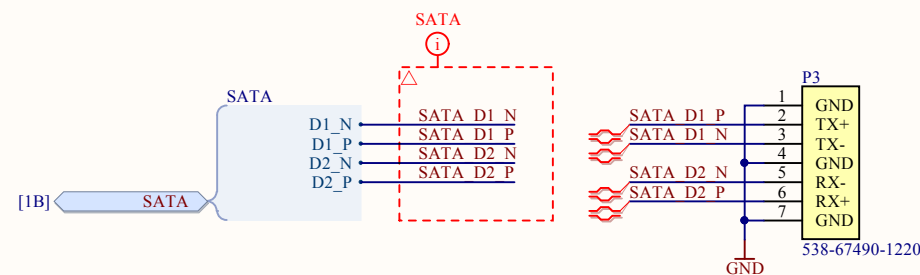 SATA
i
SATA
D1_N
D1_P
D2_N
D2_P
[1B]
SATA
SATA_D1_N
SATA_D1_P
SATA_D2_N
SATA_D2_P
SATA_D1_P
SATA_D1_N
SATA_D2_N
SATA_D2_P
P3
1 GND
2 TX+
3 TX-
4 GND
5 RX-
6 RX+
7 GND
538-67490-1220
GND